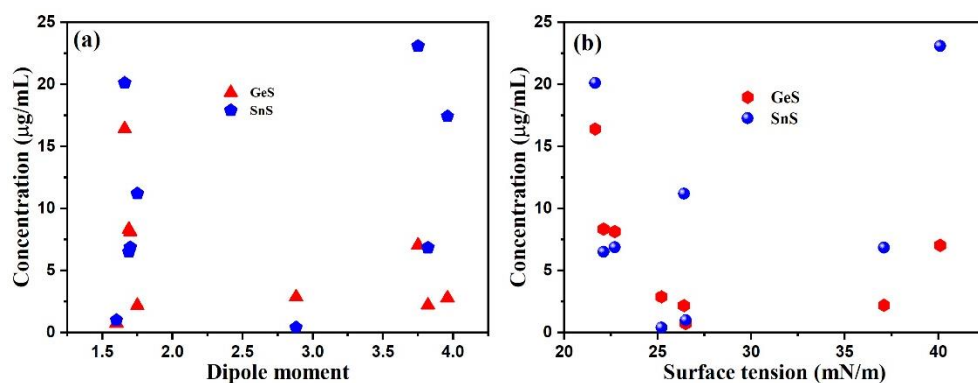 (a)
GeS
SnS
Concentration (µg/mL)
25
20
15
10
5
0
1.5 2.0 2.5 3.0 3.5 4.0
Dipole moment
(b)
GeS
SnS
Concentration (µg/mL)
25
20
15
10
5
0
20 25 30 35 40
Surface tension (mN/m)